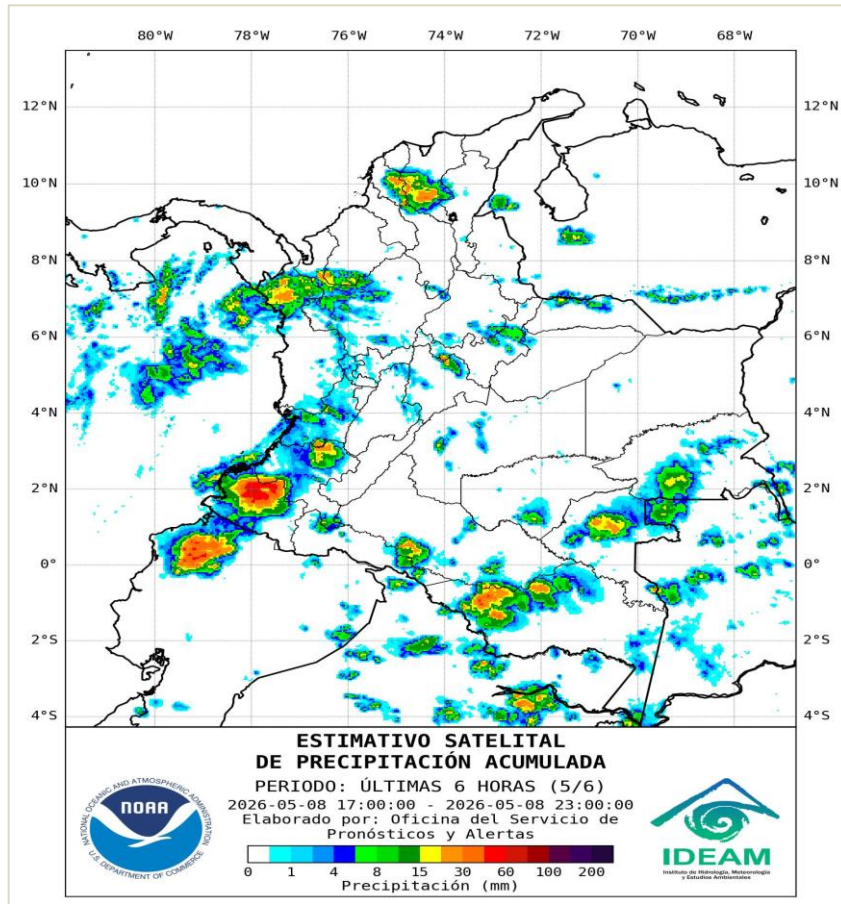 80°W 78°W 76°W 74°W 72°W 70°W 68°W
12°N 12°N
10°N 10°N
8°N 8°N
6°N 6°N
4°N 4°N
2°N 2°N
0° 0°
2°S 2°S
4°S 4°S
ESTIMATIVO SATELITAL
DE PRECIPITACIÓN ACUMULADA
PERIODO: ÚLTIMAS 6 HORAS (5/6)
2026-05-08 17:00:00 - 2026-05-08 23:00:00
Elaborado por: Oficina del Servicio de
Pronósticos y Alertas
0 1 4 8 15 30 60 100 200
Precipitación (mm)
NATIONAL OCEANIC AND ATMOSPHERIC ADMINISTRATION
NOAA
U.S. DEPARTMENT OF COMMERCE
IDEAM
Instituto de Hidrología, Meteorología
y Estudios Ambientales